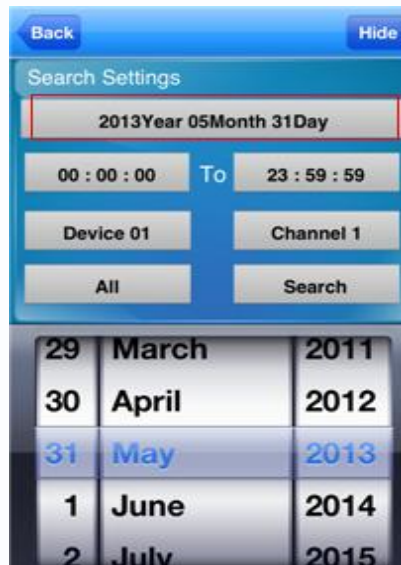 Back Hide
Search Settings
2013Year 05Month 31Day
00 : 00 : 00 To 23 : 59 : 59
Device 01 Channel 1
All Search
29 March 2011
30 April 2012
31 May 2013
1 June 2014
2 July 2015